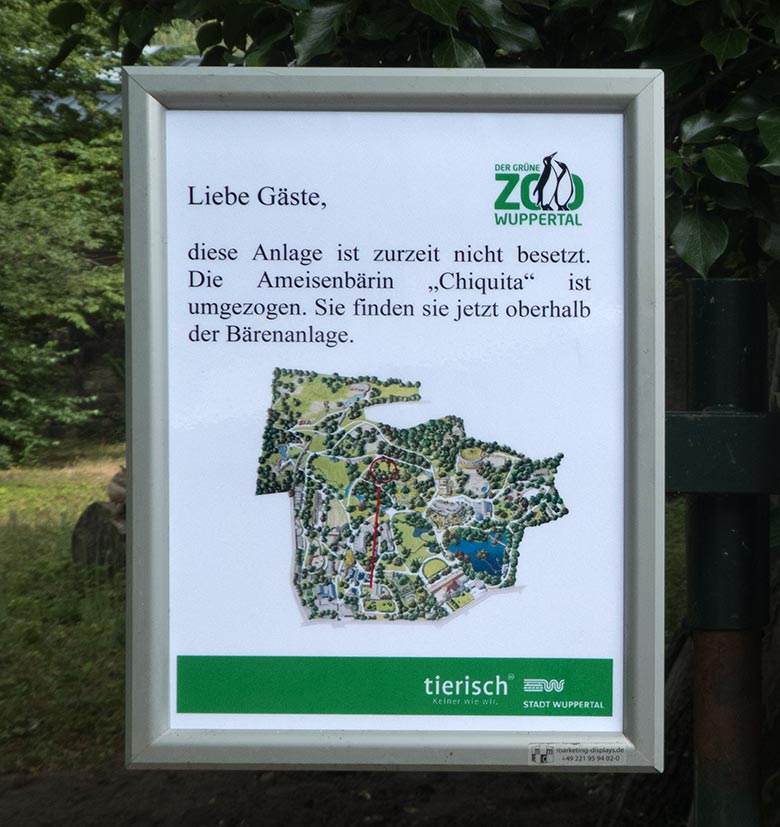 DER GRÜNE
ZOO
WUPPERTAL
Liebe Gäste,
diese Anlage ist zurzeit nicht besetzt.
Die Ameisenbärin „Chiquita“ ist
umgezogen. Sie finden sie jetzt oberhalb
der Bärenanlage.
tierisch
Keiner wie wir.
STADT WUPPERTAL
marketing-displays.de
+49 221 95 94 02-0